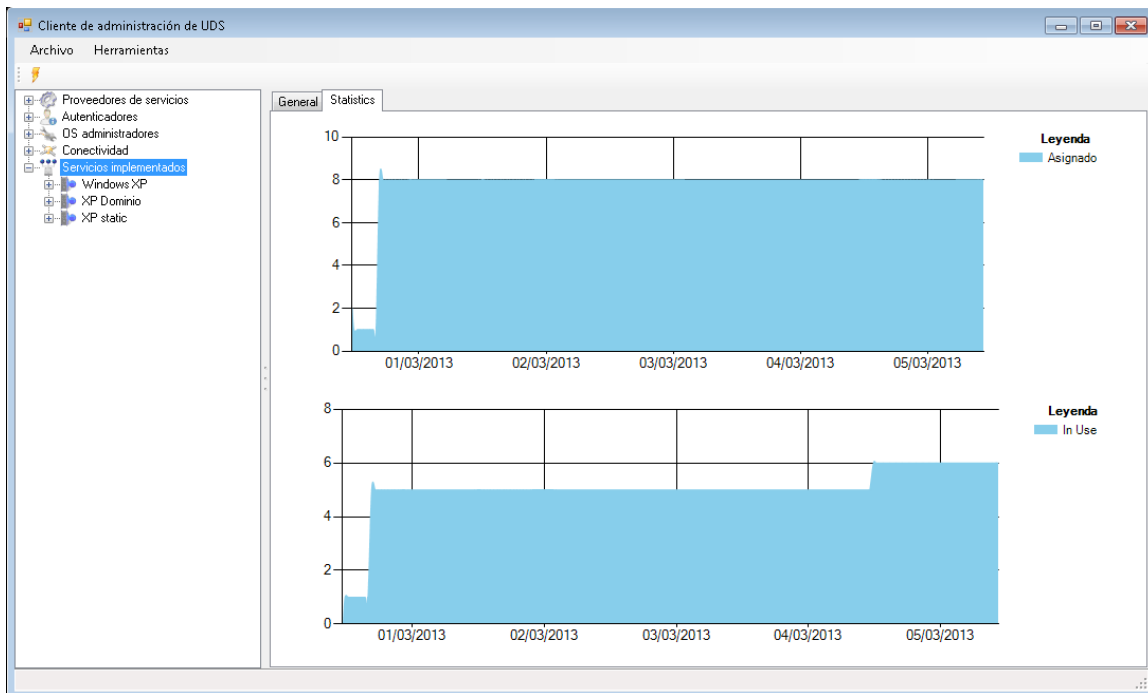 Cliente de administración de UDS
Archivo Herramientas
Proveedores de servicios
Autenticadores
OS administradores
Conectividad
Servicios implementados
Windows XP
XP Dominio
XP static
General Statistics
10
8
6
4
2
0
01/03/2013 02/03/2013 03/03/2013 04/03/2013 05/03/2013
Leyenda
Asignado
8
6
4
2
0
01/03/2013 02/03/2013 03/03/2013 04/03/2013 05/03/2013
Leyenda
In Use